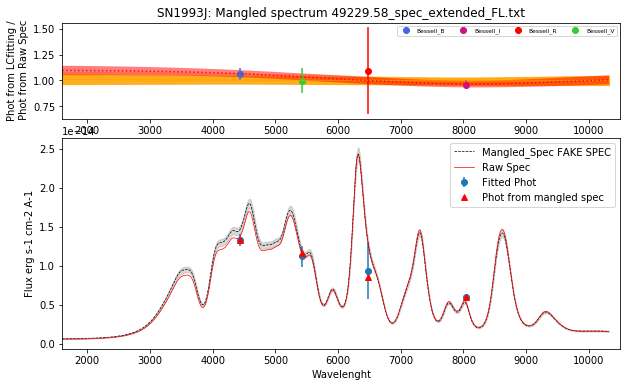 SN1993J: Mangled spectrum 49229.58_spec_extended_FL.txt
Phot from LCfitting /
Phot from Raw Spec
1.50
1.25
1.00
0.75
Bessell_B
Bessell_I
Bessell_R
Bessell_V
2000 3000 4000 5000 6000 7000 8000 9000 10000
1e−14
Flux erg s-1 cm-2 A-1
2.5
2.0
1.5
1.0
0.5
0.0
Mangled_Spec FAKE SPEC
Raw Spec
Fitted Phot
Phot from mangled spec
2000 3000 4000 5000 6000 7000 8000 9000 10000
Wavelenght